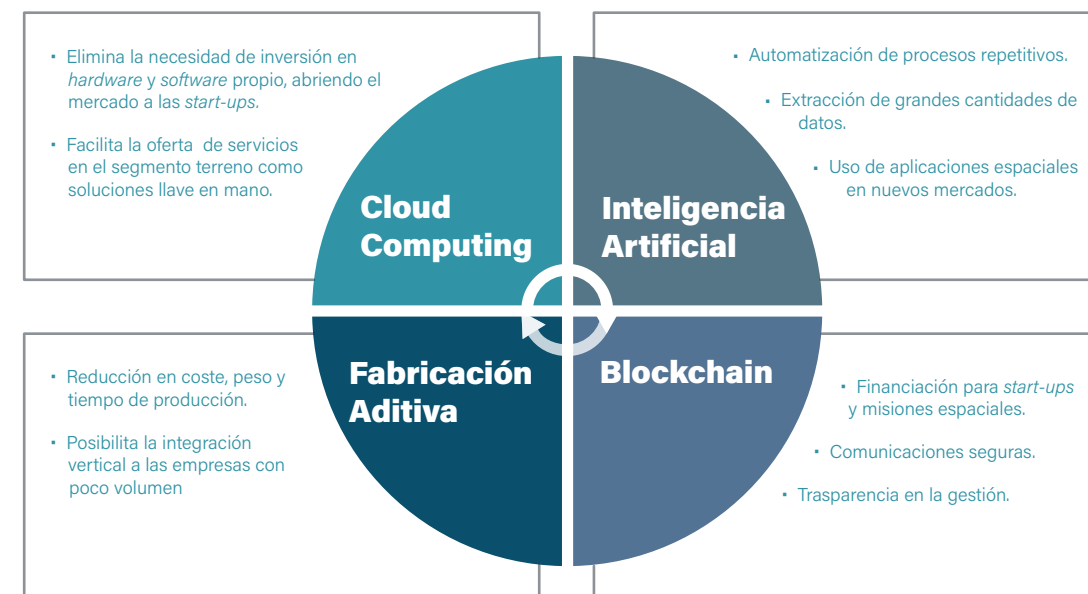 ▪ Elimina la necesidad de inversión en
hardware y software propio, abriendo el
mercado a las start-ups.
▪ Facilita la oferta de servicios
en el segmento terreno como
soluciones llave en mano.
Cloud
Computing
▪ Automatización de procesos repetitivos.
▪ Extracción de grandes cantidades de
datos.
▪ Uso de aplicaciones espaciales
en nuevos mercados.
Inteligencia
Artificial
▪ Reducción en coste, peso y
tiempo de producción.
▪ Posibilita la integración
vertical a las empresas con
poco volumen
Fabricación
Aditiva
Blockchain
▪ Financiación para start-ups
y misiones espaciales.
▪ Comunicaciones seguras.
▪ Trasparencia en la gestión.